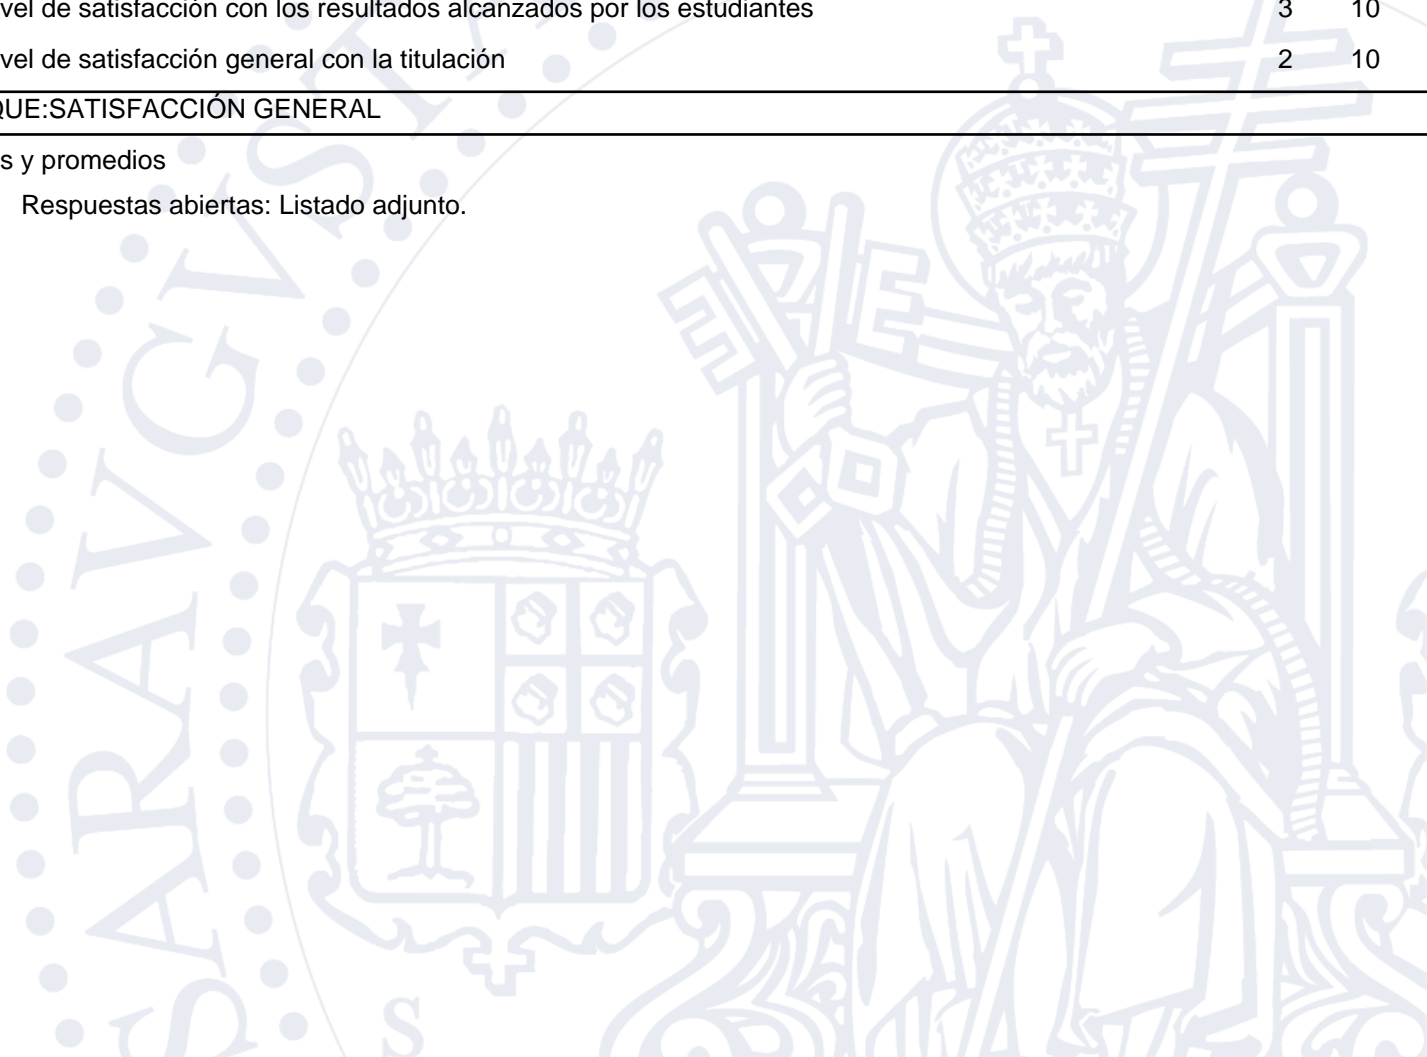 vel de satisfacción con los resultados alcanzados por los estudiantes 3 10
vel de satisfacción general con la titulación 2 10
QUE:SATISFACCIÓN GENERAL
s y promedios
Respuestas abiertas: Listado adjunto.
SARAVGVSTA
S